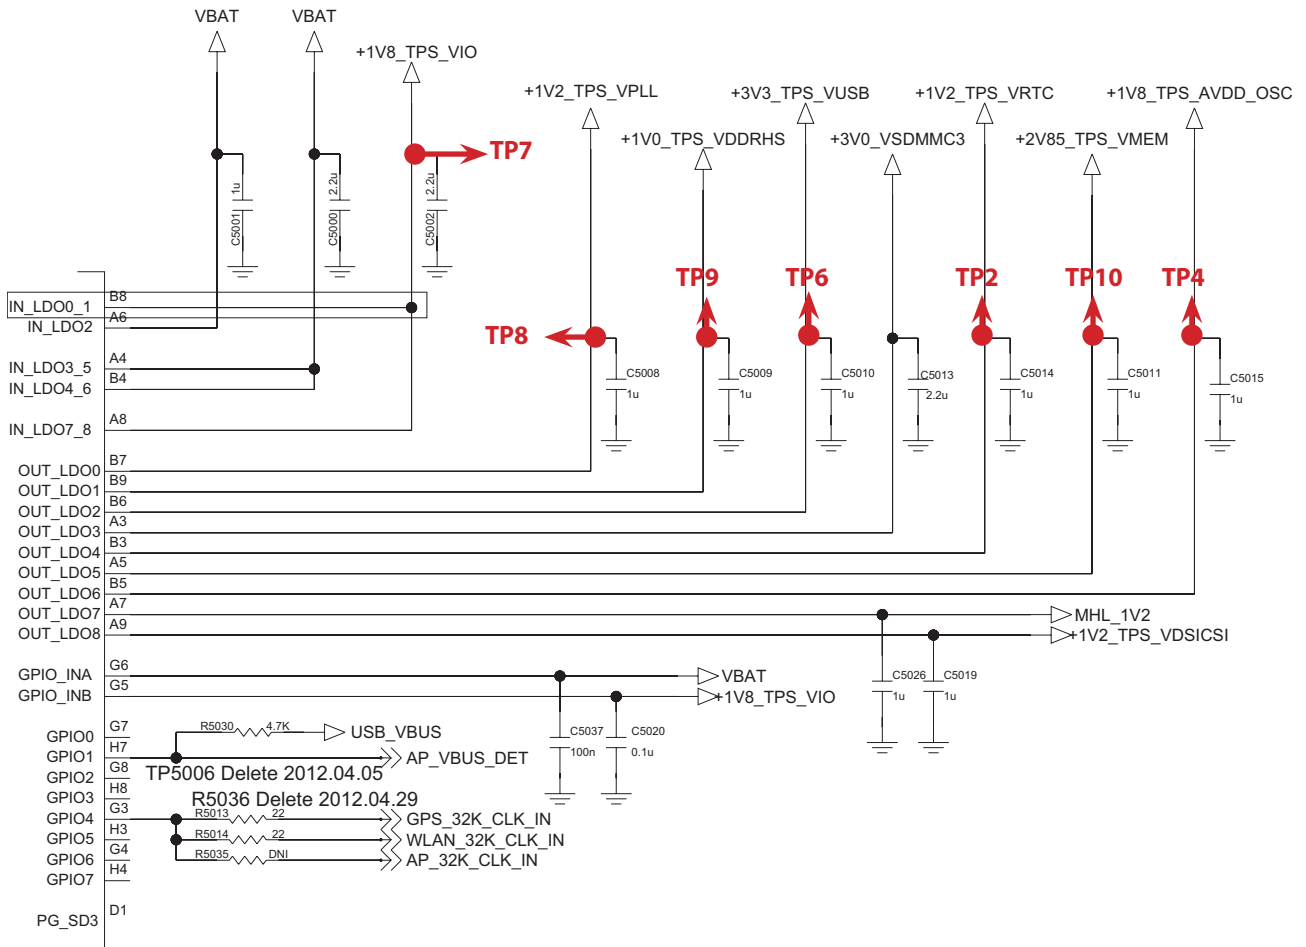 VBAT
VBAT
+1V8_TPS_VIO
+1V2_TPS_VPLL
+3V3_TPS_VUSB
+1V2_TPS_VRTC
+1V8_TPS_AVDD_OSC
+1V0_TPS_VDDRHS
+3V0_VSDMMC3
+2V85_TPS_VMEM
TP7
C5001 1u
C5000 2.2u
C5002 2.2u
TP9
TP6
TP2
TP10
TP4
TP8
C5008 1u
C5009 1u
C5010 1u
C5013 2.2u
C5014 1u
C5011 1u
C5015 1u
IN_LDO0_1 B8
IN_LDO2 A6
IN_LDO3_5 A4
IN_LDO4_6 B4
IN_LDO7_8 A8
OUT_LDO0 B7
OUT_LDO1 B9
OUT_LDO2 B6
OUT_LDO3 A3
OUT_LDO4 B3
OUT_LDO5 A5
OUT_LDO6 B5
OUT_LDO7 A7 MHL_1V2
OUT_LDO8 A9 +1V2_TPS_VDSICSI
GPIO_INA G6 VBAT
GPIO_INB G5 +1V8_TPS_VIO
C5026 1u
C5019 1u
C5037 100n
C5020 0.1u
GPIO0 G7 R5030 4.7K USB_VBUS
GPIO1 H7 AP_VBUS_DET
GPIO2 G8 TP5006 Delete 2012.04.05
GPIO3 H8 R5036 Delete 2012.04.29
GPIO4 G3 R5013 22 GPS_32K_CLK_IN
GPIO5 H3 R5014 22 WLAN_32K_CLK_IN
GPIO6 G4 R5035 DNI AP_32K_CLK_IN
GPIO7 H4
PG_SD3 D1